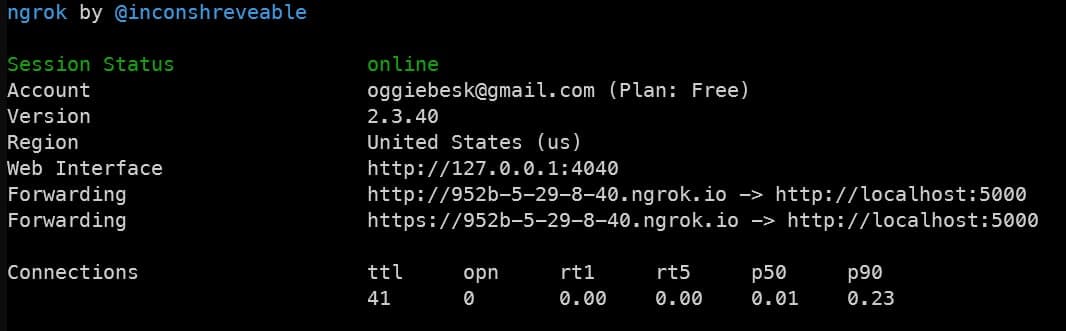 ngrok by @inconshreveable
Session Status online
Account oggiebesk@gmail.com (Plan: Free)
Version 2.3.40
Region United States (us)
Web Interface http://127.0.0.1:4040
Forwarding http://952b-5-29-8-40.ngrok.io -> http://localhost:5000
Forwarding https://952b-5-29-8-40.ngrok.io -> http://localhost:5000
Connections ttl opn rt1 rt5 p50 p90
41 0 0.00 0.00 0.01 0.23